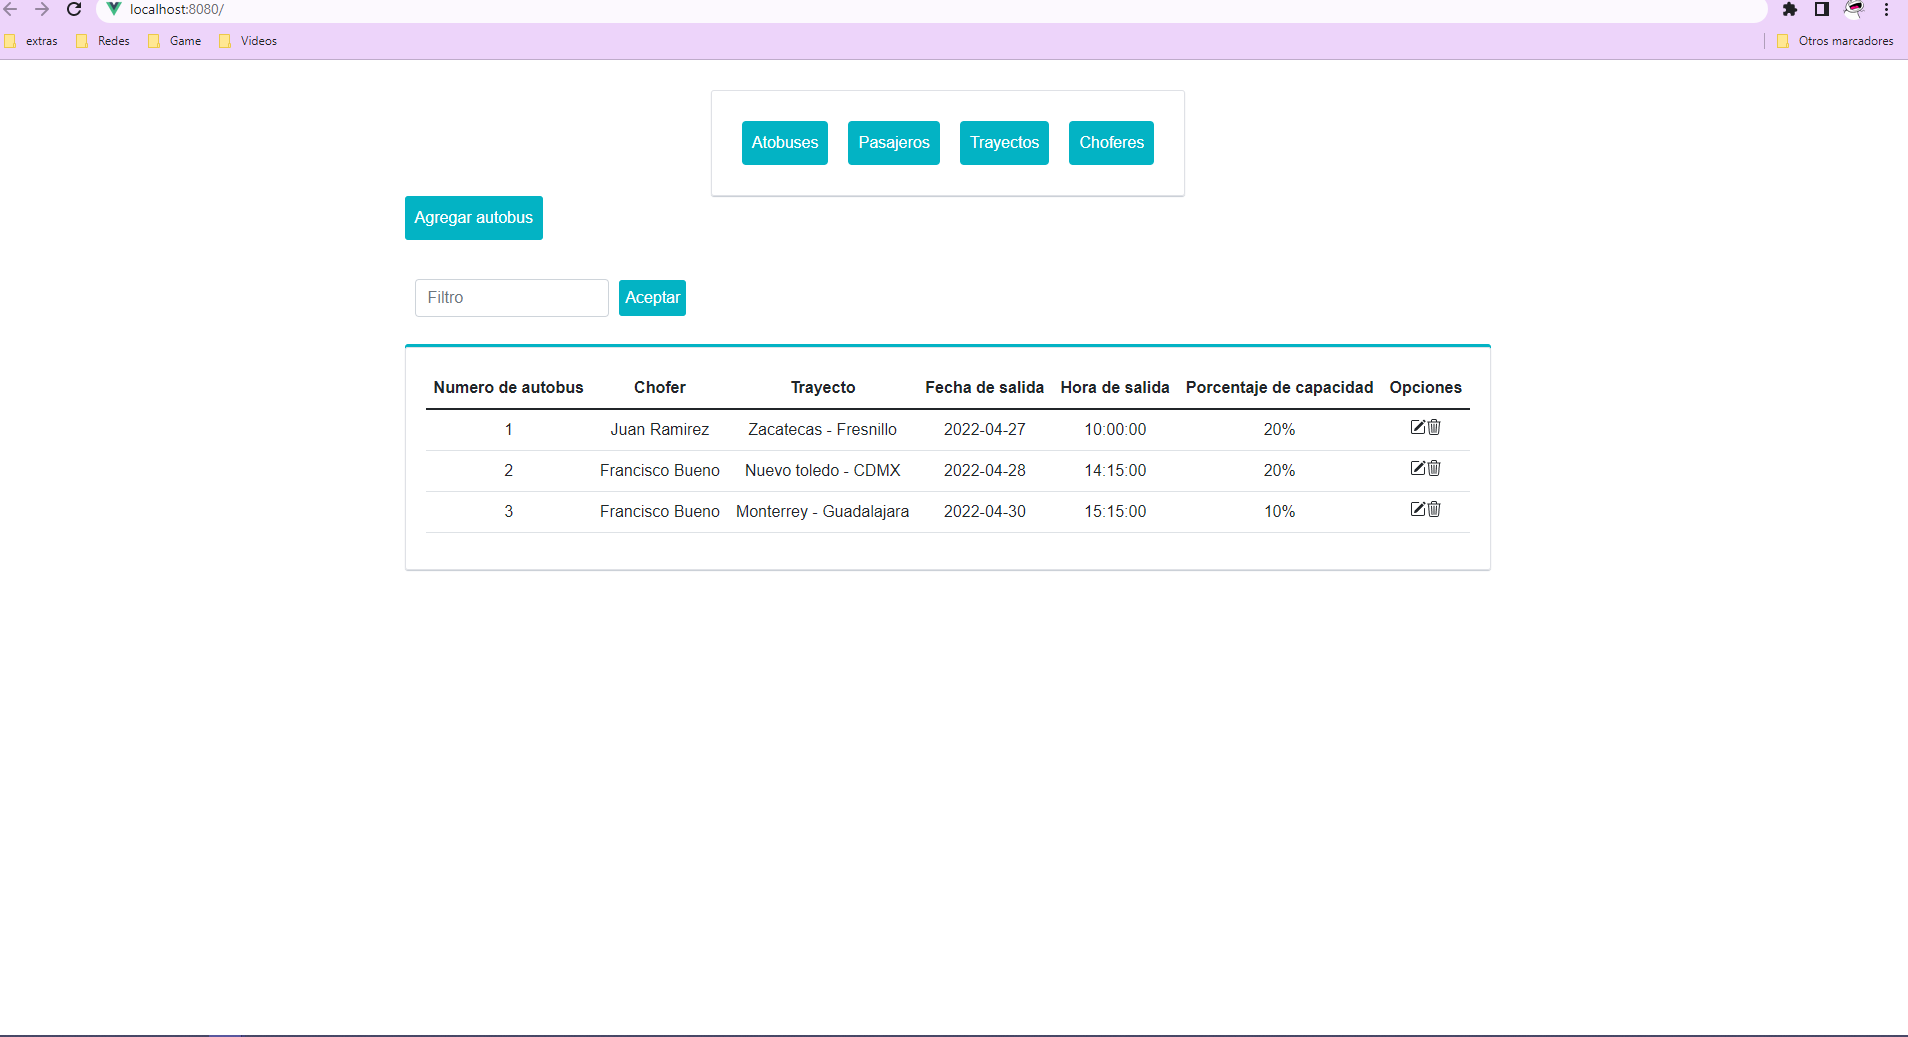 localhost:8080/
extras Redes Game Videos Otros marcadores
Atobuses Pasajeros Trayectos Choferes
Agregar autobus
Filtro Aceptar
Numero de autobus Chofer Trayecto Fecha de salida Hora de salida Porcentaje de capacidad Opciones
1 Juan Ramirez Zacatecas - Fresnillo 2022-04-27 10:00:00 20%
2 Francisco Bueno Nuevo toledo - CDMX 2022-04-28 14:15:00 20%
3 Francisco Bueno Monterrey - Guadalajara 2022-04-30 15:15:00 10%